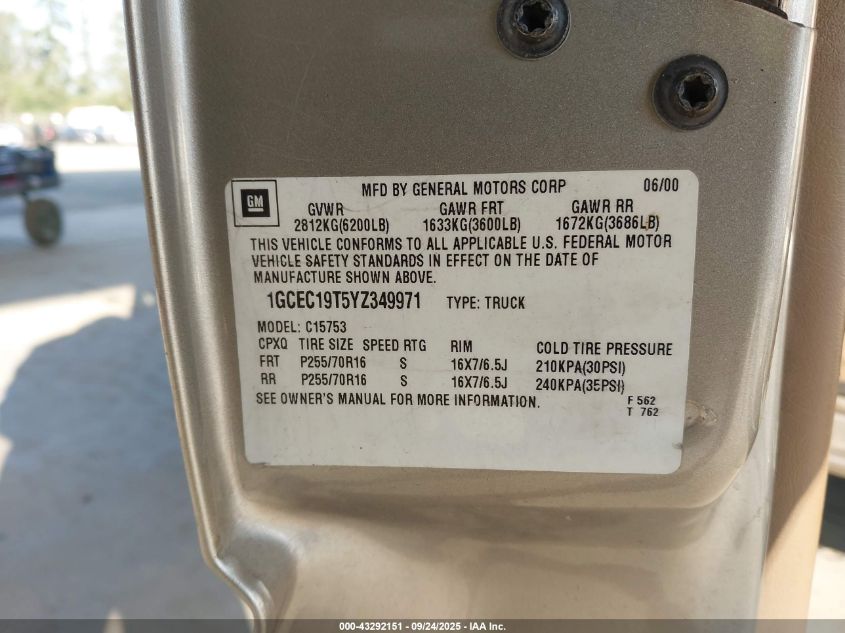 MFD BY GENERAL MOTORS CORP 06/00
GM
GVWR GAWR FRT GAWR RR
2812KG(6200LB) 1633KG(3600LB) 1672KG(3686LB)
THIS VEHICLE CONFORMS TO ALL APPLICABLE U.S. FEDERAL MOTOR
VEHICLE SAFETY STANDARDS IN EFFECT ON THE DATE OF
MANUFACTURE SHOWN ABOVE.
1GCEC19T5YZ349971 TYPE: TRUCK
MODEL: C15753
CPXQ TIRE SIZE SPEED RTG RIM COLD TIRE PRESSURE
FRT P255/70R16 S 16X7/6.5J 210KPA(30PSI)
RR P255/70R16 S 16X7/6.5J 240KPA(35PSI)
SEE OWNER'S MANUAL FOR MORE INFORMATION.
F 562
T 762
000-43292151 - 09/24/2025 - IAA Inc.